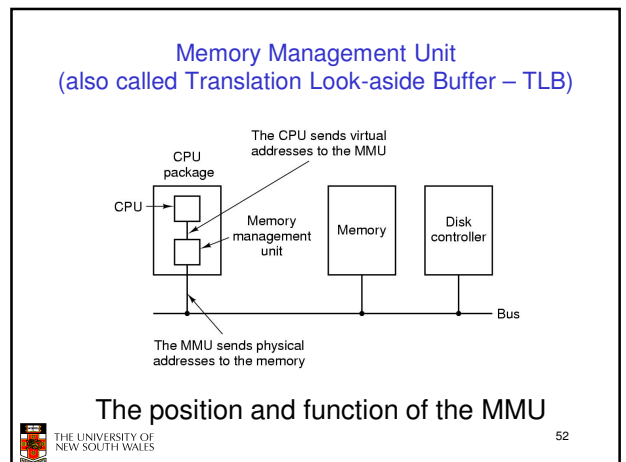 Memory Management Unit
(also called Translation Look-aside Buffer – TLB)
The CPU sends virtual
addresses to the MMU
CPU
package
CPU
Memory
management
unit
Memory
Disk
controller
Bus
The MMU sends physical
addresses to the memory
The position and function of the MMU
THE UNIVERSITY OF
NEW SOUTH WALES
52